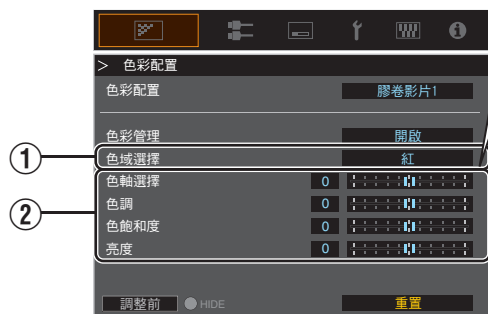 > 色彩配置
色彩配置 膠卷影片1
色彩管理 開啟
① 色域選擇 紅
色軸選擇 0
② 色調 0
色飽和度 0
亮度 0
調整前 HIDE 重置